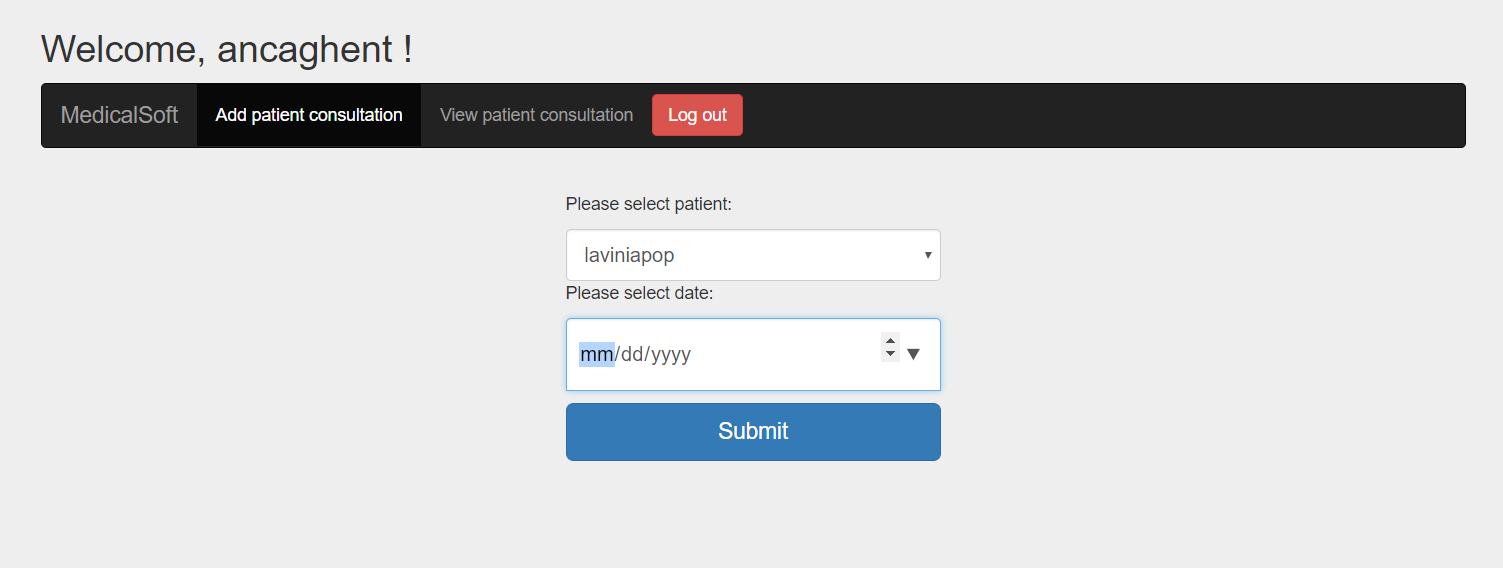 Welcome, ancaghent !
MedicalSoft Add patient consultation View patient consultation Log out
Please select patient:
laviniapop
Please select date:
mm/dd/yyyy
Submit